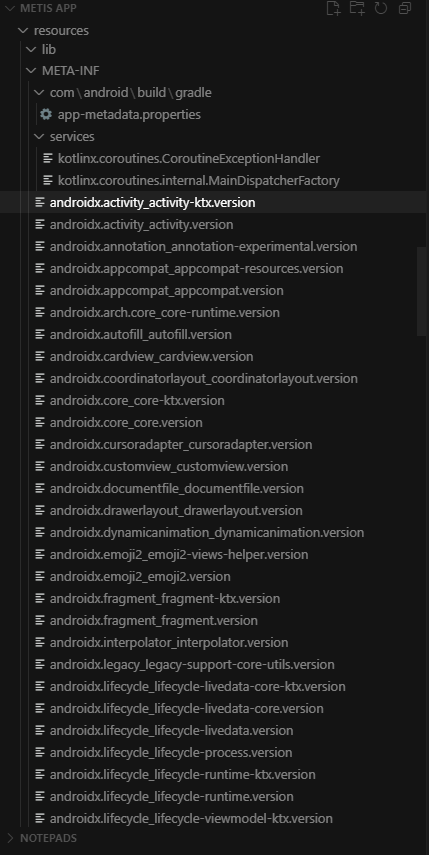 METIS APP
resources
lib
META-INF
com \ android \ build \ gradle
app-metadata.properties
services
kotlinx.coroutines.CoroutineExceptionHandler
kotlinx.coroutines.internal.MainDispatcherFactory
androidx.activity_activity-ktx.version
androidx.activity_activity.version
androidx.annotation_annotation-experimental.version
androidx.appcompat_appcompat-resources.version
androidx.appcompat_appcompat.version
androidx.arch.core_core-runtime.version
androidx.autofill_autofill.version
androidx.cardview_cardview.version
androidx.coordinatorlayout_coordinatorlayout.version
androidx.core_core-ktx.version
androidx.core_core.version
androidx.cursoradapter_cursoradapter.version
androidx.customview_customview.version
androidx.documentfile_documentfile.version
androidx.drawerlayout_drawerlayout.version
androidx.dynamicanimation_dynamicanimation.version
androidx.emoji2_emoji2-views-helper.version
androidx.emoji2_emoji2.version
androidx.fragment_fragment-ktx.version
androidx.fragment_fragment.version
androidx.interpolator_interpolator.version
androidx.legacy_legacy-support-core-utils.version
androidx.lifecycle_lifecycle-livedata-core-ktx.version
androidx.lifecycle_lifecycle-livedata-core.version
androidx.lifecycle_lifecycle-livedata.version
androidx.lifecycle_lifecycle-process.version
androidx.lifecycle_lifecycle-runtime-ktx.version
androidx.lifecycle_lifecycle-runtime.version
androidx.lifecycle_lifecycle-viewmodel-ktx.version
NOTEPADS